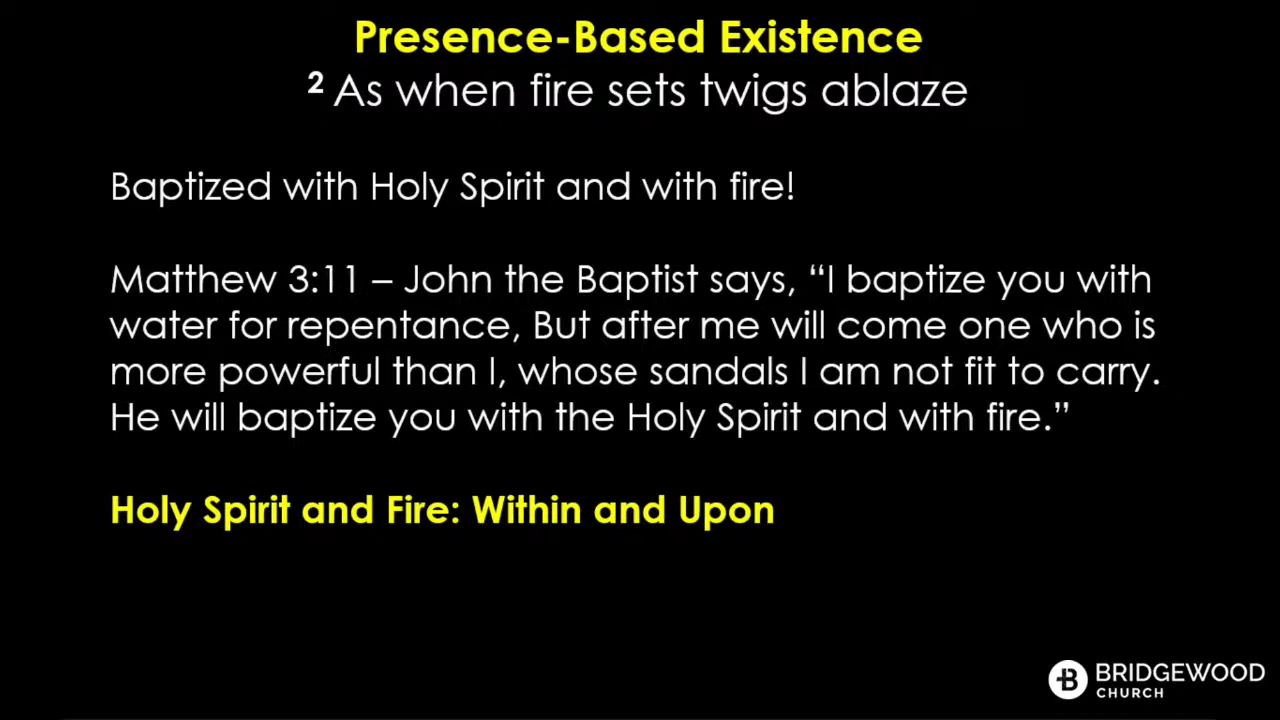 Presence-Based Existence
2 As when fire sets twigs ablaze
Baptized with Holy Spirit and with fire!
Matthew 3:11 – John the Baptist says, “I baptize you with
water for repentance, But after me will come one who is
more powerful than I, whose sandals I am not fit to carry.
He will baptize you with the Holy Spirit and with fire.”
Holy Spirit and Fire: Within and Upon
BRIDGEWOOD
CHURCH